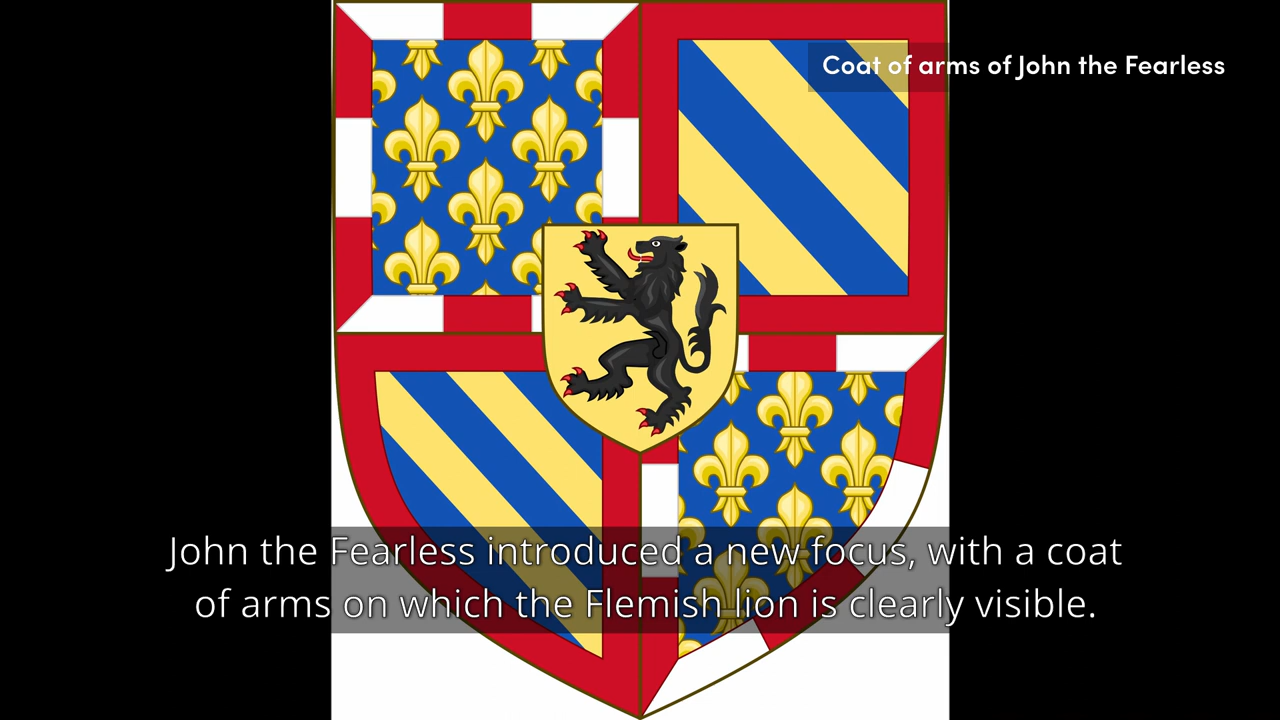 Coat of arms of John the Fearless
John the Fearless introduced a new focus, with a coat
of arms on which the Flemish lion is clearly visible.